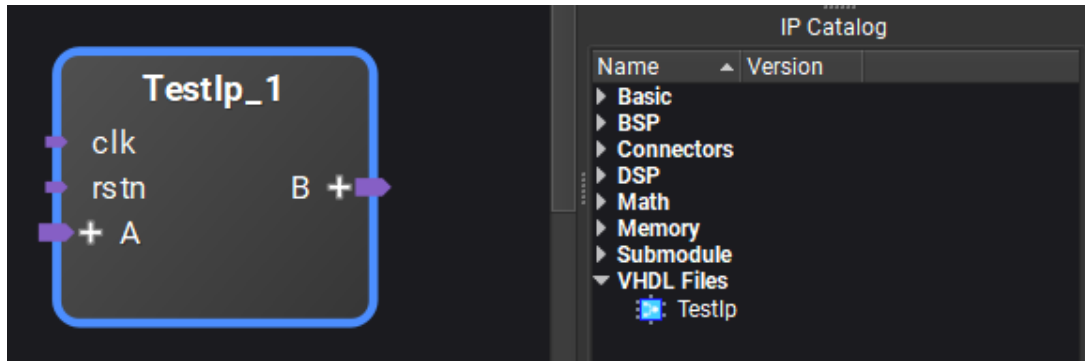 TestIp_1
clk
rstn
B
A
IP Catalog
Name Version
Basic
BSP
Connectors
DSP
Math
Memory
Submodule
VHDL Files
TestIp